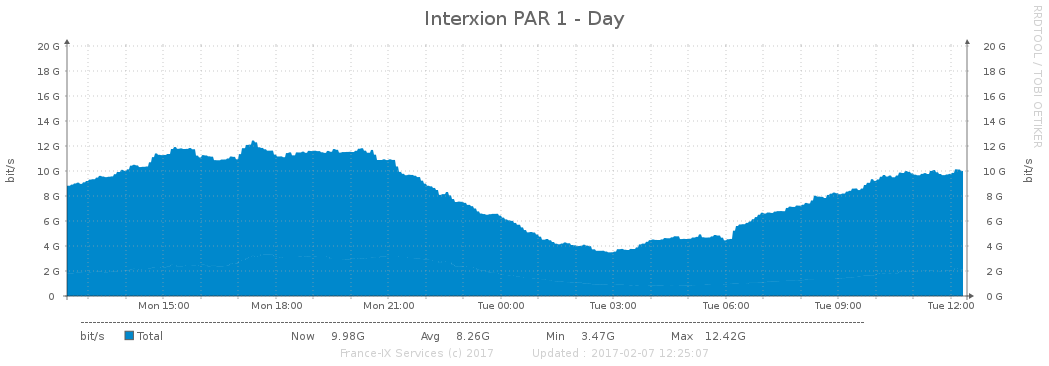 Interxion PAR 1 - Day
RRDTOOL / TOBI OETIKER
bit/s
20 G 20 G
18 G 18 G
16 G 16 G
14 G 14 G
12 G 12 G
10 G 10 G
8 G 8 G
6 G 6 G
4 G 4 G
2 G 2 G
0 0 G
bit/s
Mon 15:00 Mon 18:00 Mon 21:00 Tue 00:00 Tue 03:00 Tue 06:00 Tue 09:00 Tue 12:00
bit/s Total Now 9.98G Avg 8.26G Min 3.47G Max 12.42G
France-IX Services (c) 2017 Updated : 2017-02-07 12:25:07